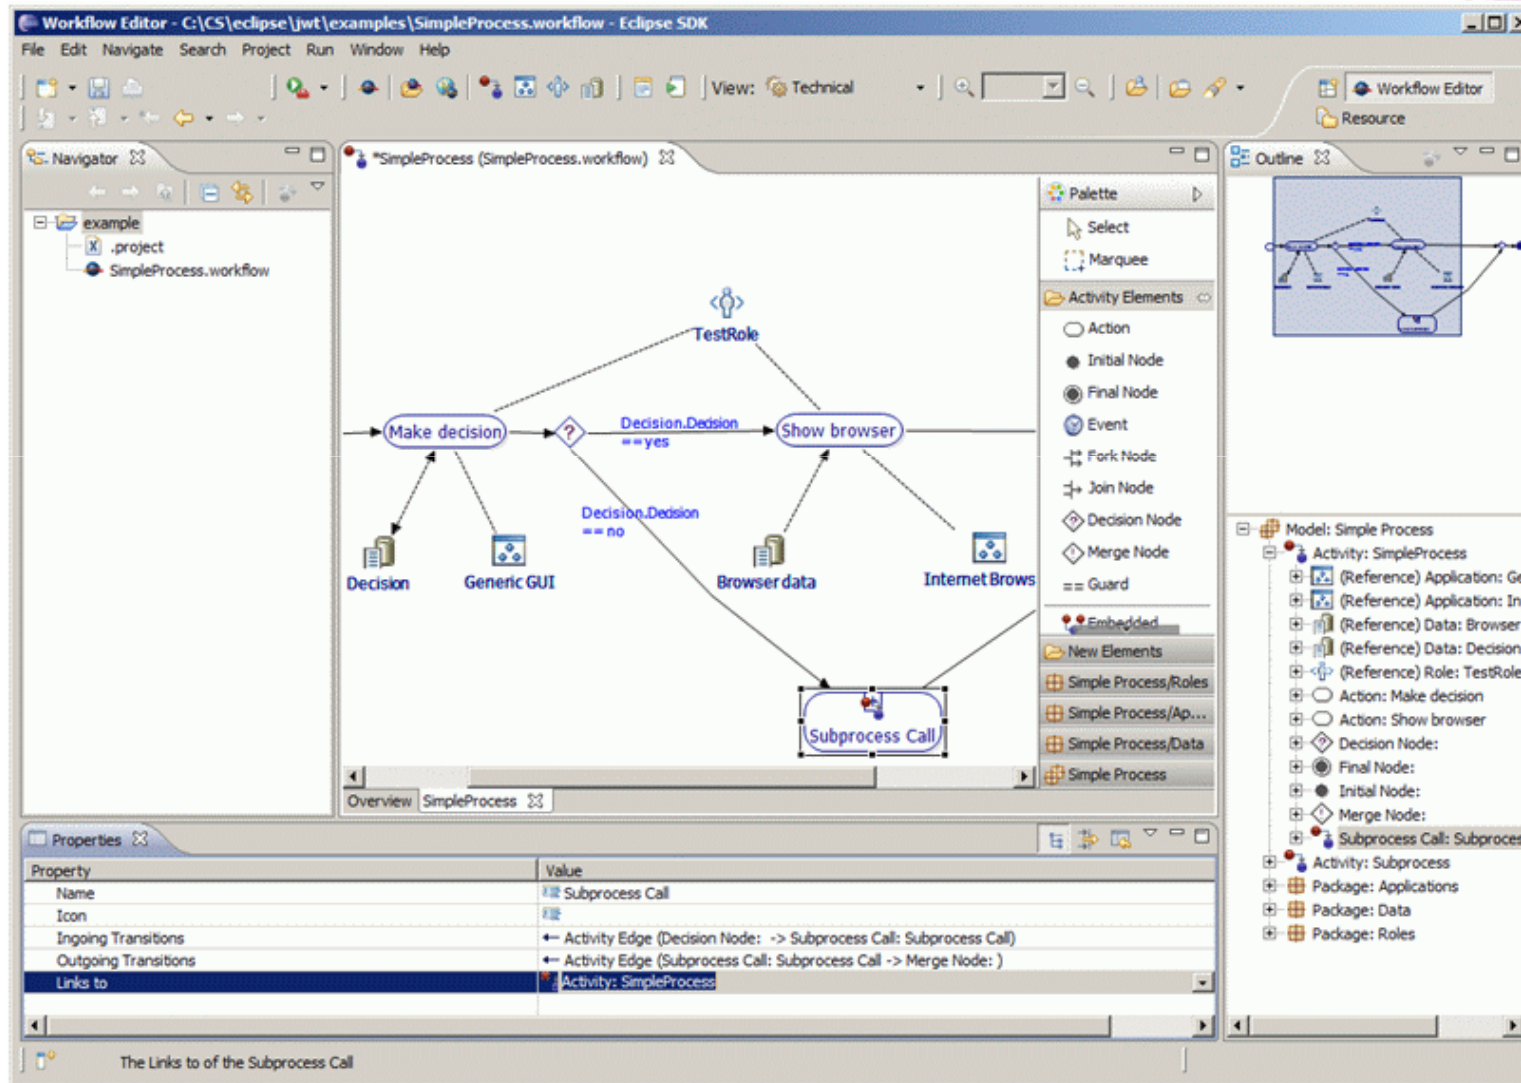 Workflow Editor - C:\CS\eclipse\jwt\examples\SimpleProcess.workflow - Eclipse SDK
File Edit Navigate Search Project Run Window Help
View: Technical
Workflow Editor
Resource
Navigator
example
.project
SimpleProcess.workflow
*SimpleProcess (SimpleProcess.workflow)
TestRole
Make decision
?
Decision.Decision
==yes
Show browser
Decision.Decision
== no
Decision
Generic GUI
Browser data
Internet Brows
Subprocess Call
Overview SimpleProcess
Palette
Select
Marquee
Activity Elements
Action
Initial Node
Final Node
Event
Fork Node
Join Node
Decision Node
Merge Node
Guard
Embedded
New Elements
Simple Process/Roles
Simple Process/Ap...
Simple Process/Data
Simple Process
Outline
Model: Simple Process
Activity: SimpleProcess
(Reference) Application: Ge
(Reference) Application: In
(Reference) Data: Browser
(Reference) Data: Decision
(Reference) Role: TestRole
Action: Make decision
Action: Show browser
Decision Node:
Final Node:
Initial Node:
Merge Node:
Subprocess Call: Subproces
Activity: Subprocess
Package: Applications
Package: Data
Package: Roles
Properties
Property Value
Name Subprocess Call
Icon
Ingoing Transitions Activity Edge (Decision Node: -> Subprocess Call: Subprocess Call)
Outgoing Transitions Activity Edge (Subprocess Call: Subprocess Call -> Merge Node: )
Links to Activity: SimpleProcess
The Links to of the Subprocess Call